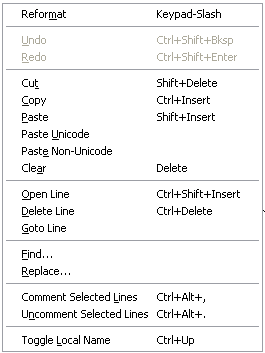 Reformat Keypad-Slash
Undo Ctrl+Shift+Bksp
Redo Ctrl+Shift+Enter
Cut Shift+Delete
Copy Ctrl+Insert
Paste Shift+Insert
Paste Unicode
Paste Non-Unicode
Clear Delete
Open Line Ctrl+Shift+Insert
Delete Line Ctrl+Delete
Goto Line
Find...
Replace...
Comment Selected Lines Ctrl+Alt+,
Uncomment Selected Lines Ctrl+Alt+.
Toggle Local Name Ctrl+Up